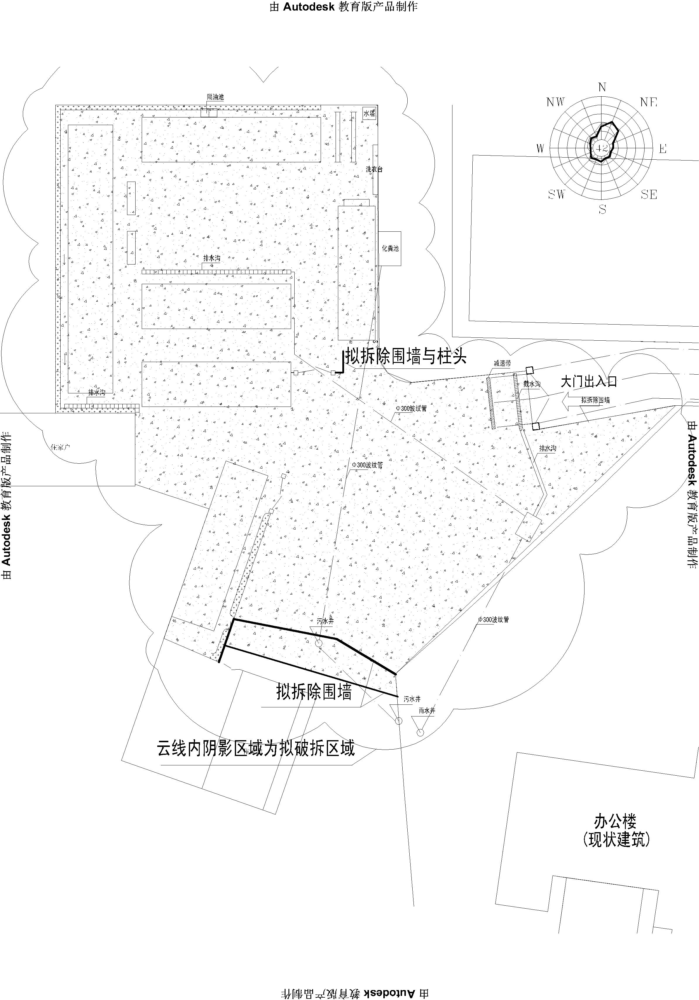 由 Autodesk 教育版产品制作
N
NW
NE
隔油池
水塔
W
42
E
洗衣台
SW
SE
S
化粪池
排水沟
S
拟拆除围墙与柱头
减速带
截水沟
大门出入口
排水沟
拟拆除围墙
Φ300波纹管
住家户
排水沟
Φ300波纹管
由 Autodesk 教育版产品制作
由 Autodesk 教育版产品制作
污水井
Φ300波纹管
拟拆除围墙
污水井
雨水井
云线内阴影区域为拟破拆区域
办公楼
(现状建筑)
由 Autodesk 教育版产品制作